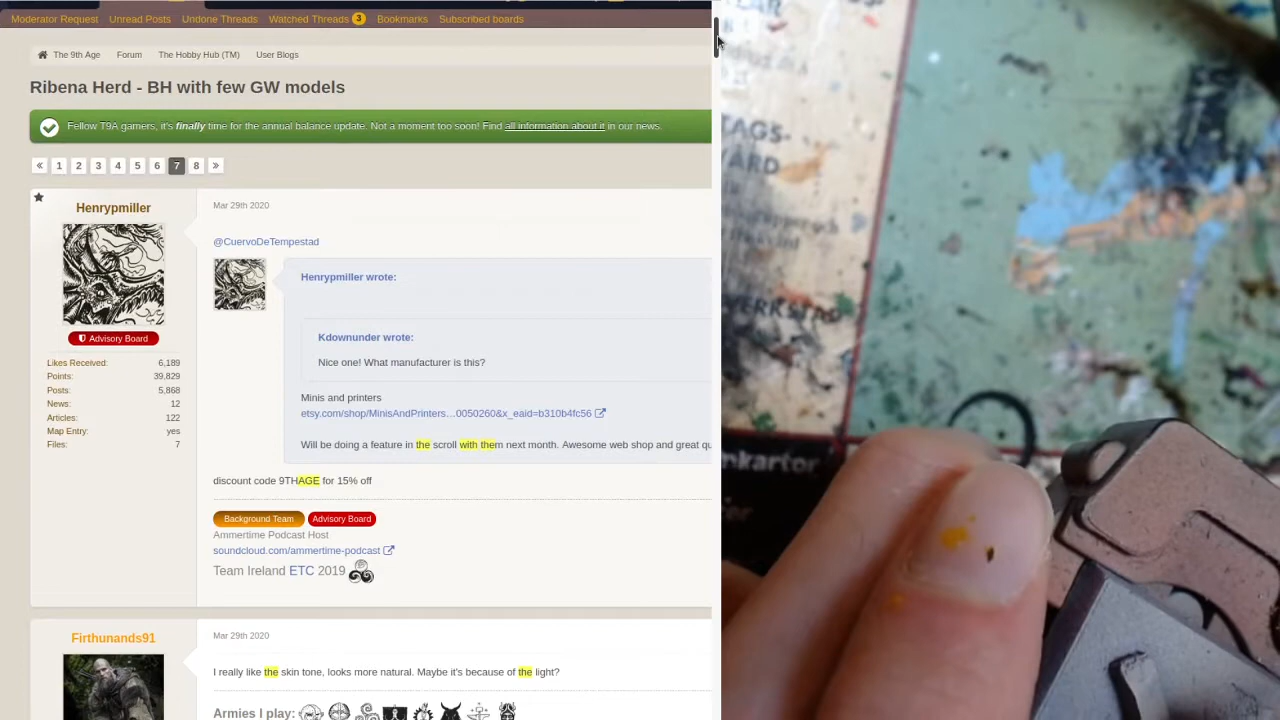 Moderator Request Unread Posts Undone Threads Watched Threads 3 Bookmarks Subscribed boards
The 9th Age Forum The Hobby Hub (TM) User Blogs
Ribena Herd - BH with few GW models
Fellow T9A gamers, it's finally time for the annual balance update. Not a moment too soon! Find all information about it in our news.
« 1 2 3 4 5 6 7 8 »
Henrypmiller
Advisory Board
Likes Received: 6,189
Points: 39,829
Posts: 5,868
News: 12
Articles: 122
Map Entry: yes
Files: 7
Mar 29th 2020
@CuervoDeTempestad
Henrypmiller wrote:
Kdownunder wrote:
Nice one! What manufacturer is this?
Minis and printers
etsy.com/shop/MinisAndPrinters…0050260&x_eaid=b310b4fc56
Will be doing a feature in the scroll with them next month. Awesome web shop and great qu
discount code 9THAGE for 15% off
Background Team Advisory Board
Ammertime Podcast Host
soundcloud.com/ammertime-podcast
Team Ireland ETC 2019
Firthunands91
Mar 29th 2020
I really like the skin tone, looks more natural. Maybe it's because of the light?
Armies I play:
TAGS-